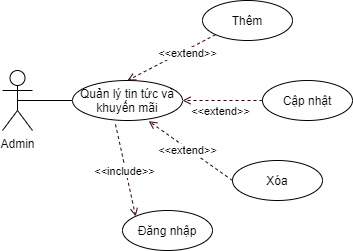 Thêm
<<extend>>
Quản lý tin tức và
khuyến mãi
Cập nhật
<<extend>>
Admin
<<extend>>
<<include>>
Xóa
Đăng nhập